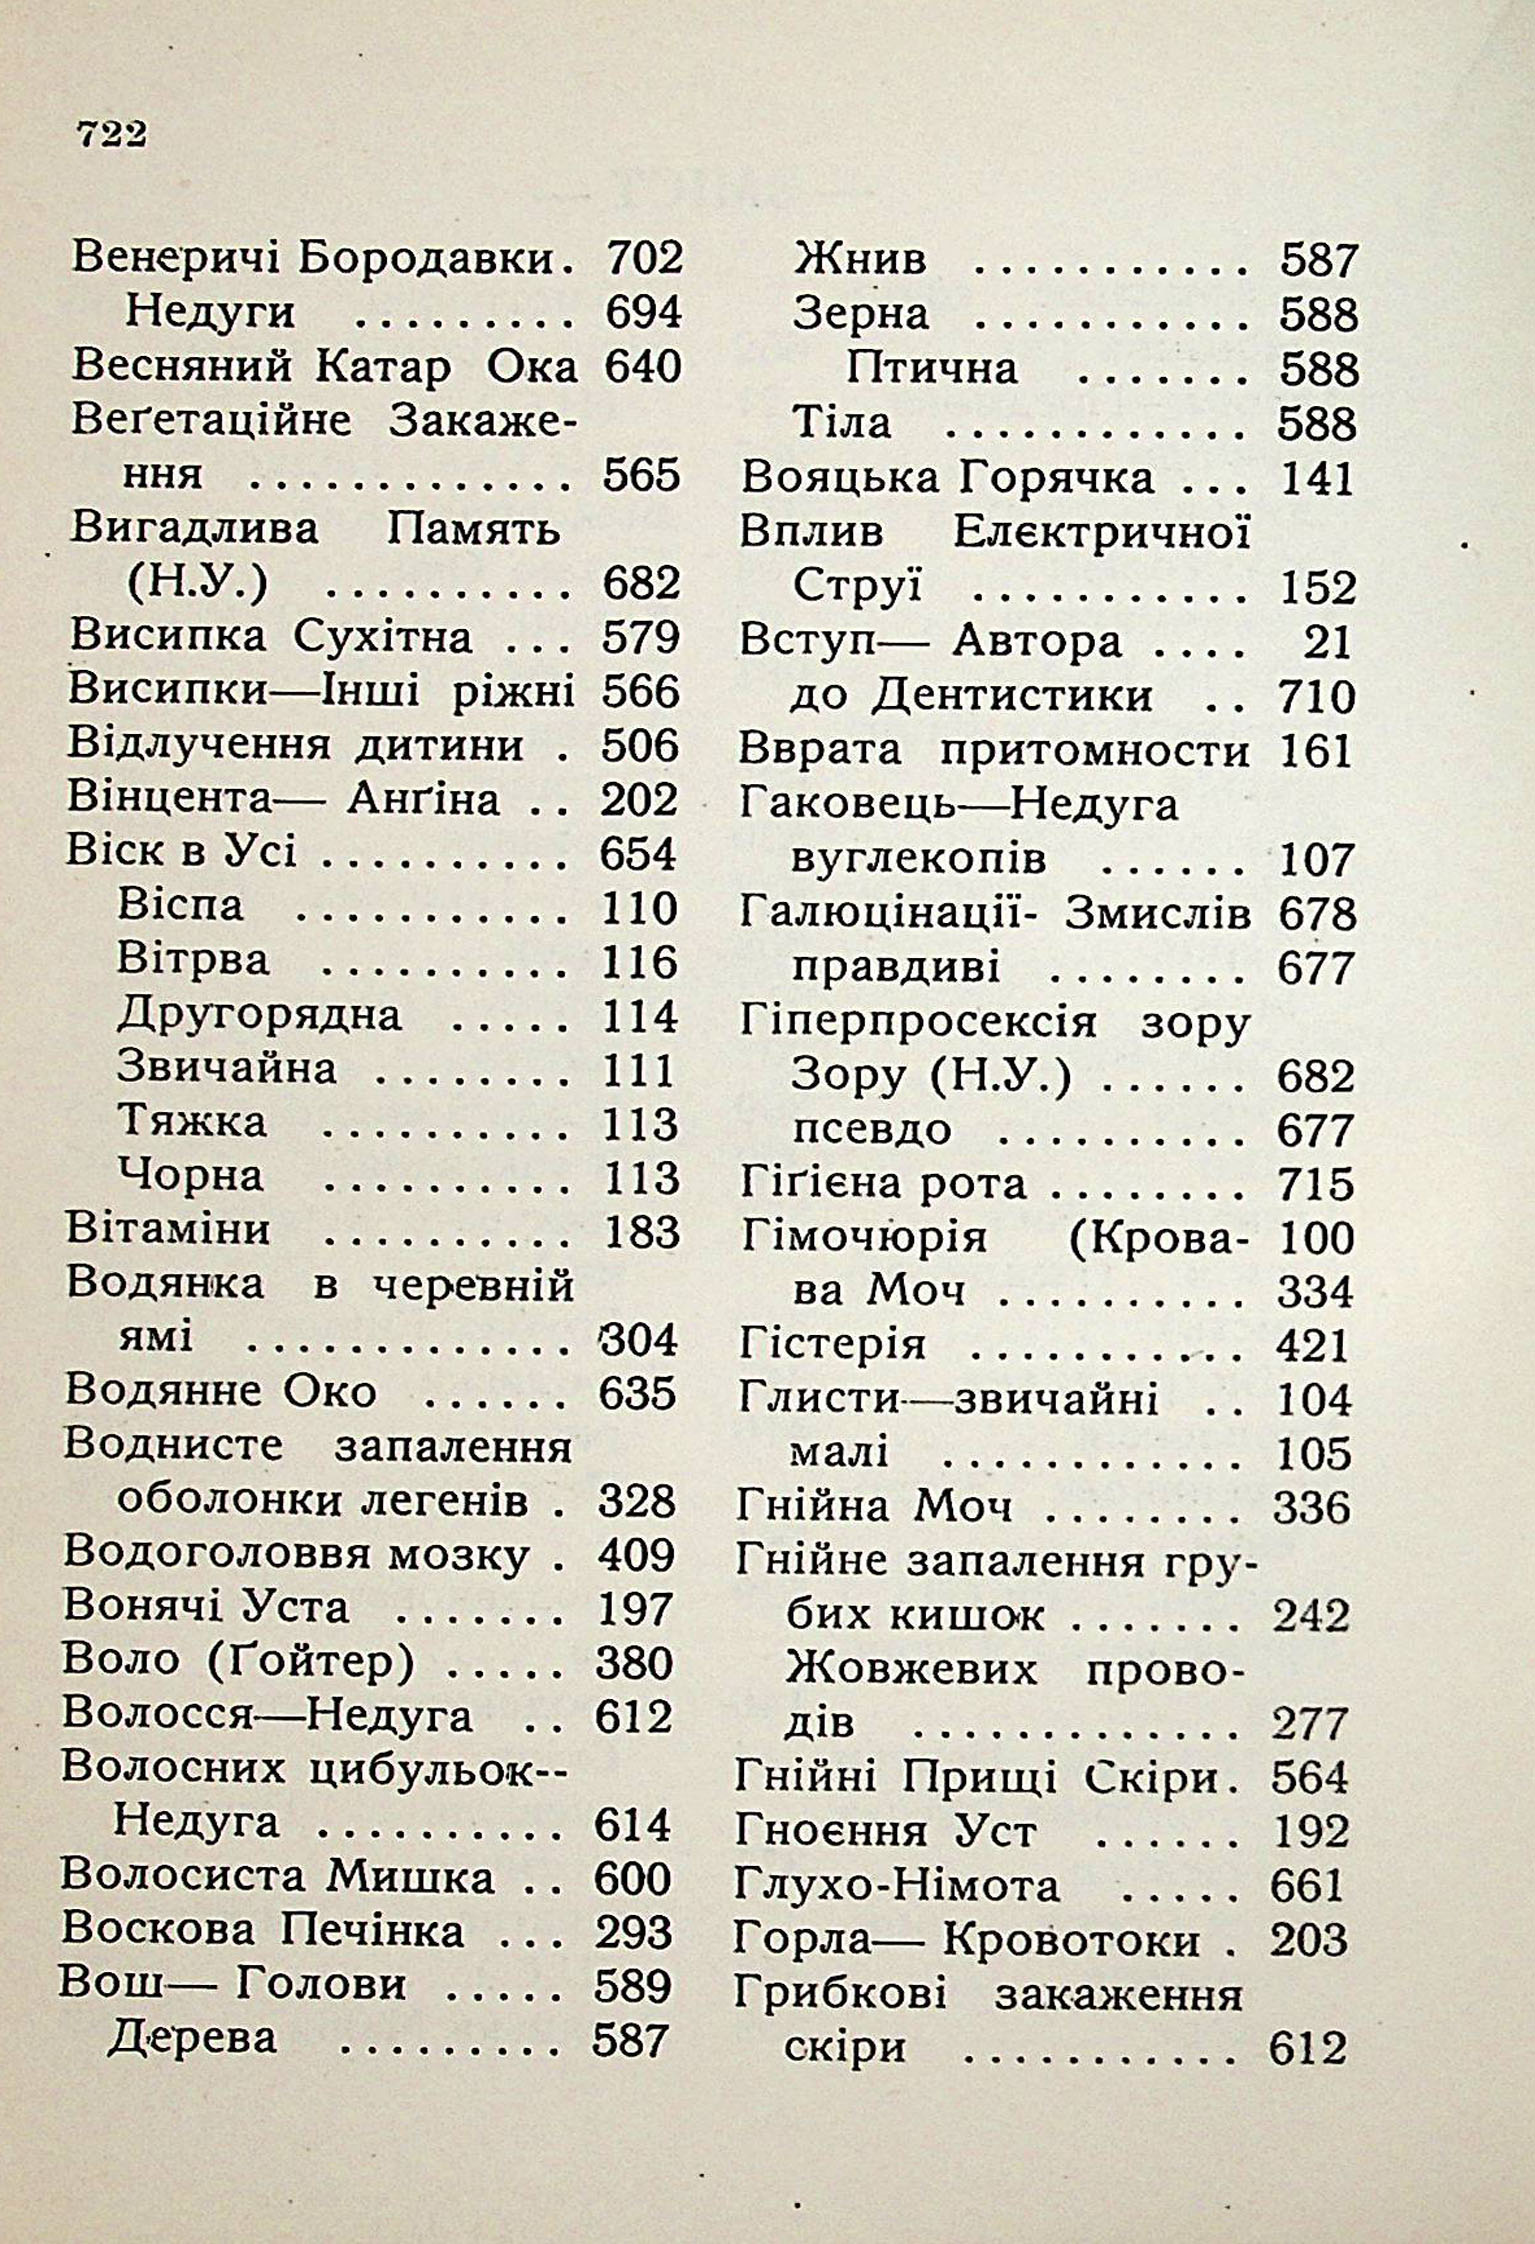 722
Венеричі Бородавки. 702
Недуги ......... 694
Весняний Катар Ока 640
Веґетаційне Закаже-
ння ............. 565
Вигадлива Память
(Н.У.) .......... 682
Висипка Сухітна ... 579
Висипки—Інші ріжні 566
Відлучення дитини . 506
Вінцента— Анґіна .. 202
Віск в Усі .......... 654
Віспа ........... 110
Вітрва .......... 116
Другорядна ..... 114
Звичайна ........ 111
Тяжка .......... 113
Чорна .......... 113
Вітаміни .......... 183
Водянка в черевній
ямі ............. 304
Водянне Око ...... 635
Воднисте запалення
оболонки легенів . 328
Водоголоввя мозку . 409
Вонячі Уста ....... 197
Воло (Ґойтер) ..... 380
Волосся—Недуга .. 612
Волосних цибульок--
Недуга .......... 614
Волосиста Мишка .. 600
Воскова Печінка ... 293
Вош— Голови ..... 589
Дерева ......... 587
Жнив ........... 587
Зерна ........... 588
Птична ....... 588
Тіла ............ 588
Вояцька Горячка ... 141
Вплив Елєктричної
Струї ........... 152
Вступ— Автора .... 21
до Дентистики .. 710
Вврата притомности 161
Гаковець—Недуга
вуглекопів ...... 107
Галюцінації- Змислів 678
правдиві ........ 677
Гіперпросексія зору
Зору (Н.У.) ...... 682
псевдо .......... 677
Гіґієна рота ........ 715
Гімочюрія (Крова- 100
ва Моч .......... 334
Гістерія ........... 421
Глисти—звичайні .. 104
малі ............ 105
Гнійна Моч ........ 336
Гнійне запалення гру-
бих кишок ....... 242
Жовжевих прово-
дів ............. 277
Гнійні Прищі Скіри. 564
Гноєння Уст ...... 192
Глухо-Німота ..... 661
Горла— Кровотоки . 203
Грибкові закаження
скіри ........... 612